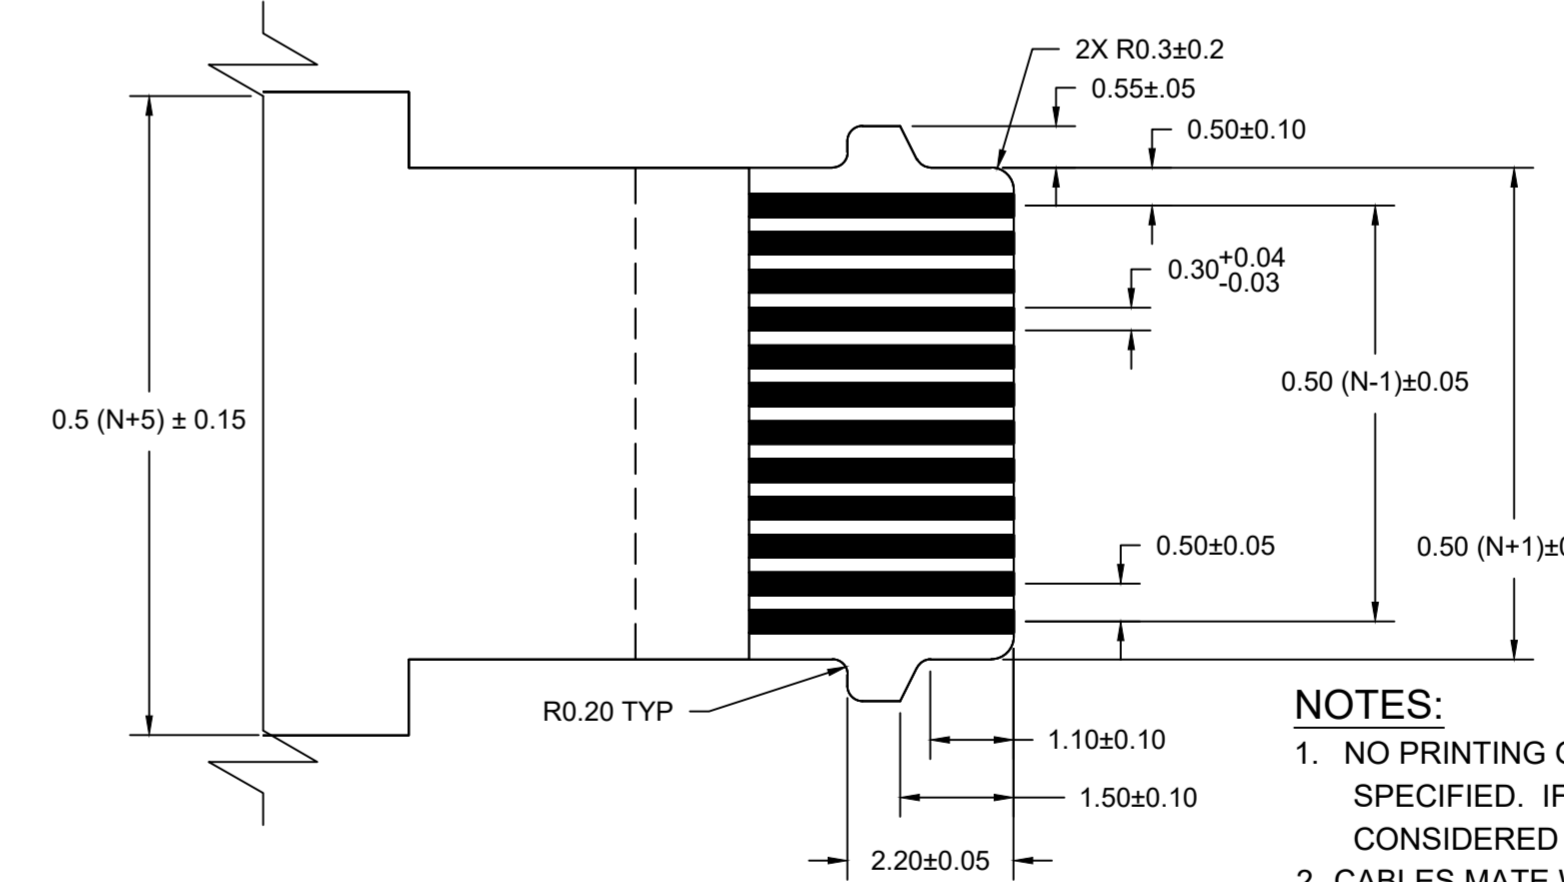 2X R0.3±0.2
0.55±.05
0.50±0.10
0.30+0.04
-0.03
0.50 (N-1)±0.05
0.5 (N+5) ± 0.15
0.50±0.05
0.50 (N+1)±
R0.20 TYP
1.10±0.10
1.50±0.10
2.20±0.05
NOTES:
1. NO PRINTING
SPECIFIED. IF
CONSIDERED
2. CABLES MATE